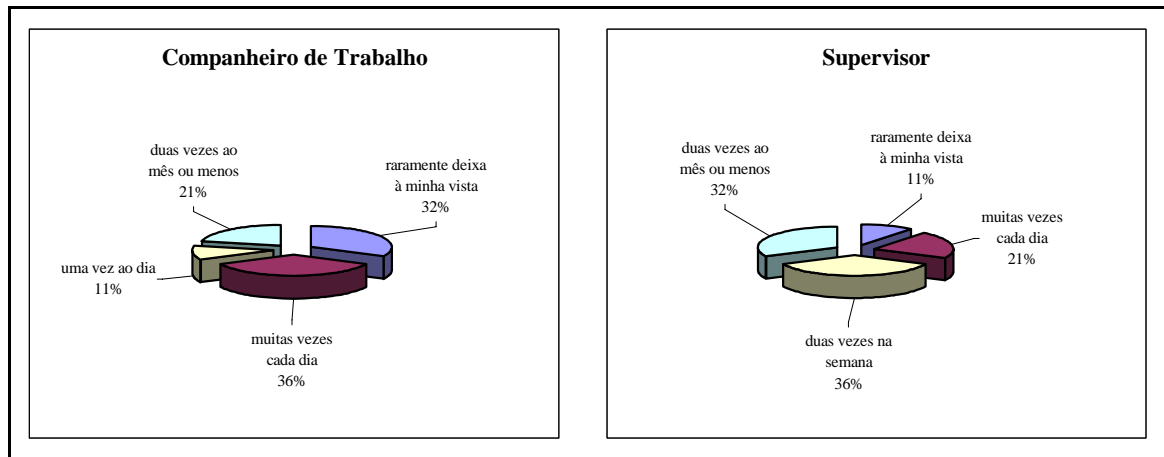 Companheiro de Trabalho
duas vezes ao
mês ou menos
21%
raramente deixa
à minha vista
32%
uma vez ao dia
11%
muitas vezes
cada dia
36%
Supervisor
duas vezes ao
mês ou menos
32%
raramente deixa
à minha vista
11%
muitas vezes
cada dia
21%
duas vezes na
semana
36%